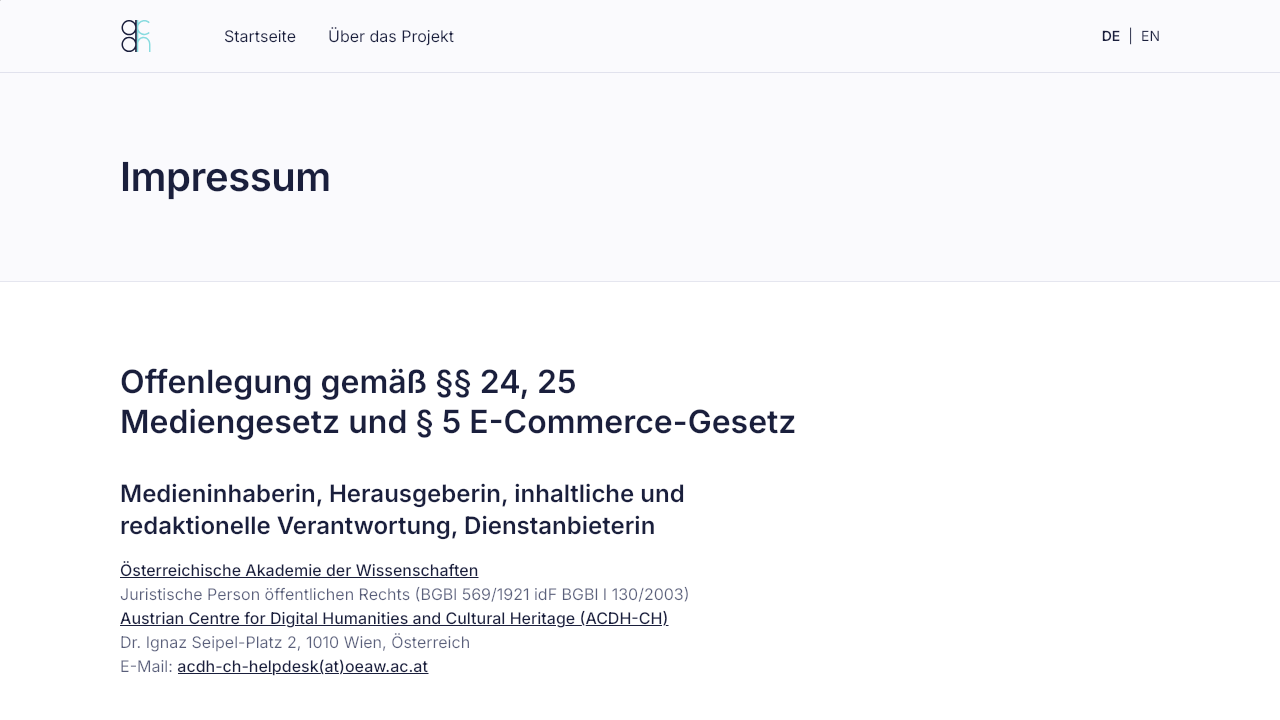 Startseite
Über das Projekt
DE | EN
Impressum
Offenlegung gemäß §§ 24, 25
Mediengesetz und § 5 E-Commerce-Gesetz
Medieninhaberin, Herausgeberin, inhaltliche und
redaktionelle Verantwortung, Dienstanbieterin
Österreichische Akademie der Wissenschaften
Juristische Person öffentlichen Rechts (BGBl 569/1921 idF BGBl I 130/2003)
Austrian Centre for Digital Humanities and Cultural Heritage (ACDH-CH)
Dr. Ignaz Seipel-Platz 2, 1010 Wien, Österreich
E-Mail: acdh-ch-helpdesk(at)oeaw.ac.at